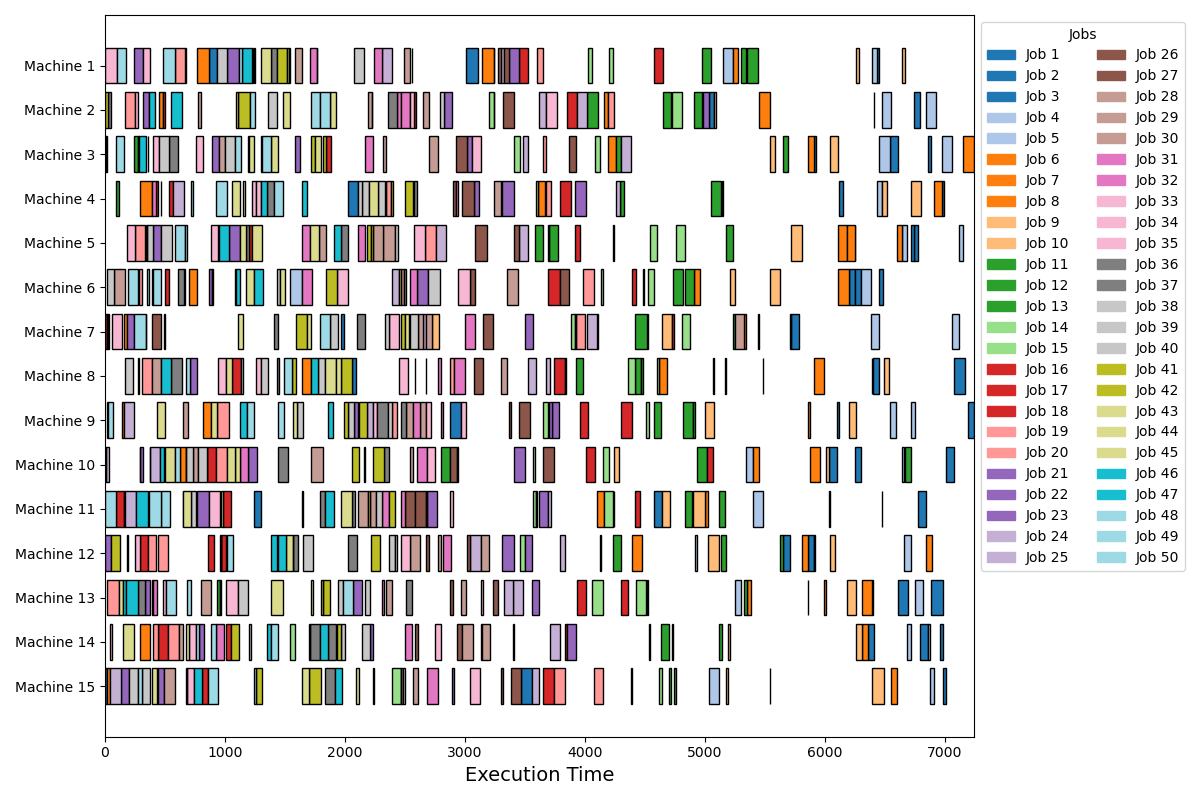 Machine 1
Machine 2
Machine 3
Machine 4
Machine 5
Machine 6
Machine 7
Machine 8
Machine 9
Machine 10
Machine 11
Machine 12
Machine 13
Machine 14
Machine 15
0 1000 2000 3000 4000 5000 6000 7000
Execution Time
Jobs
Job 1 Job 26
Job 2 Job 27
Job 3 Job 28
Job 4 Job 29
Job 5 Job 30
Job 6 Job 31
Job 7 Job 32
Job 8 Job 33
Job 9 Job 34
Job 10 Job 35
Job 11 Job 36
Job 12 Job 37
Job 13 Job 38
Job 14 Job 39
Job 15 Job 40
Job 16 Job 41
Job 17 Job 42
Job 18 Job 43
Job 19 Job 44
Job 20 Job 45
Job 21 Job 46
Job 22 Job 47
Job 23 Job 48
Job 24 Job 49
Job 25 Job 50